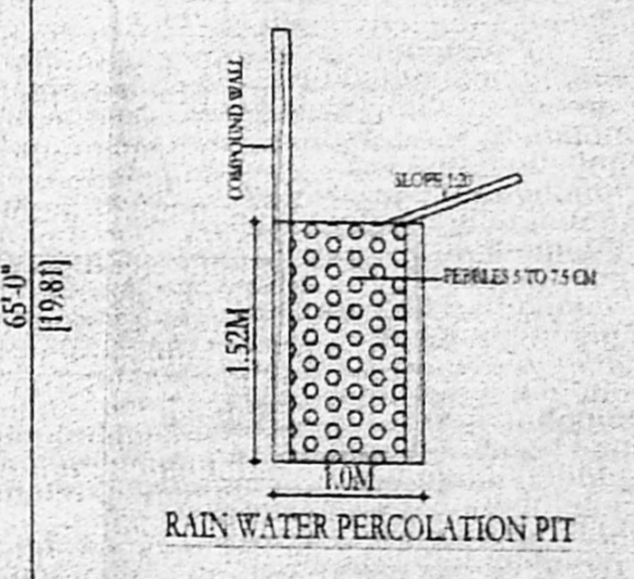 COMPOUND WALL
SLOPE 1:20
65'-0"
[19.81]
PEBBLES 5 TO 7.5 CM
1.52M
1.0M
RAIN WATER PERCOLATION PIT